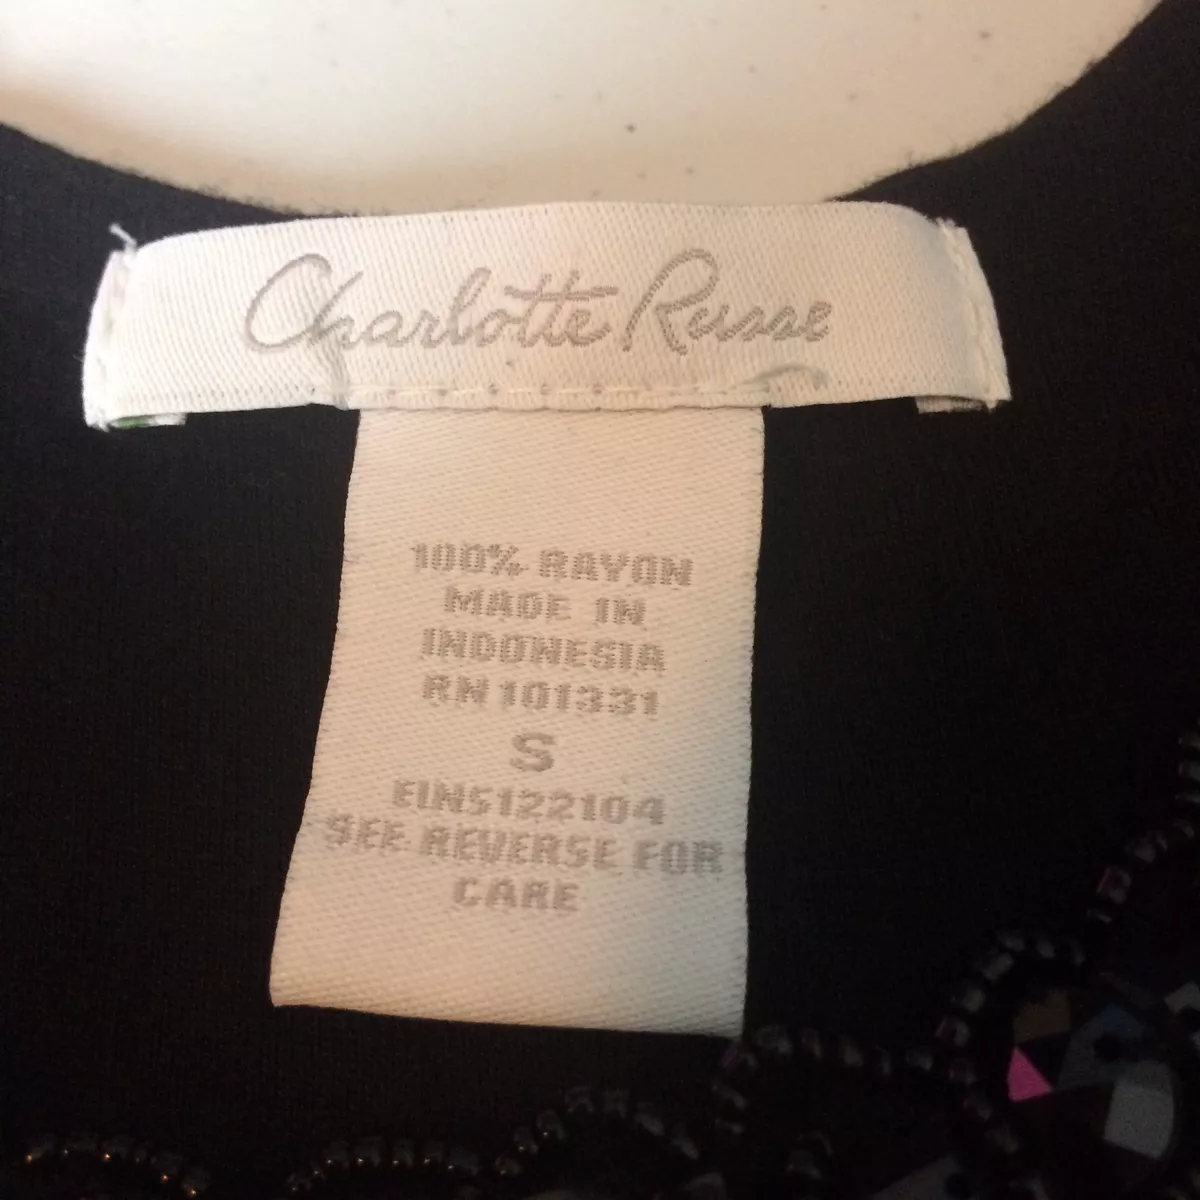 Charlotte Russe
100% RAYON
MADE IN
INDONESIA
RN 101331
S
EINS122104
SEE REVERSE FOR
CARE